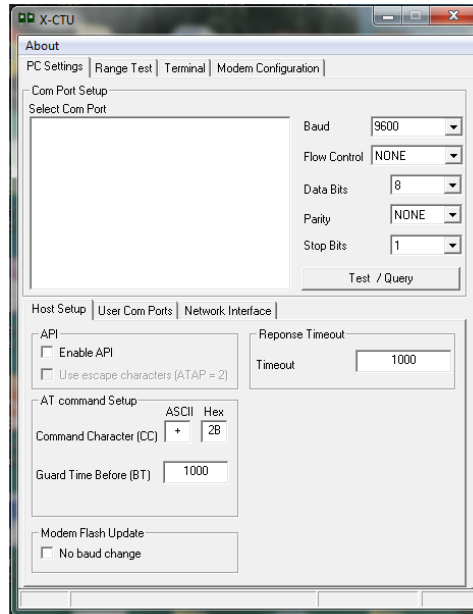 X-CTU
About
PC Settings Range Test Terminal Modem Configuration
Com Port Setup
Select Com Port
Baud 9600
Flow Control NONE
Data Bits 8
Parity NONE
Stop Bits 1
Test / Query
Host Setup User Com Ports Network Interface
API
Enable API
Use escape characters (ATAP = 2)
Reponse Timeout
Timeout 1000
AT command Setup
ASCII Hex
Command Character (CC) + 2B
Guard Time Before (BT) 1000
Modem Flash Update
No baud change